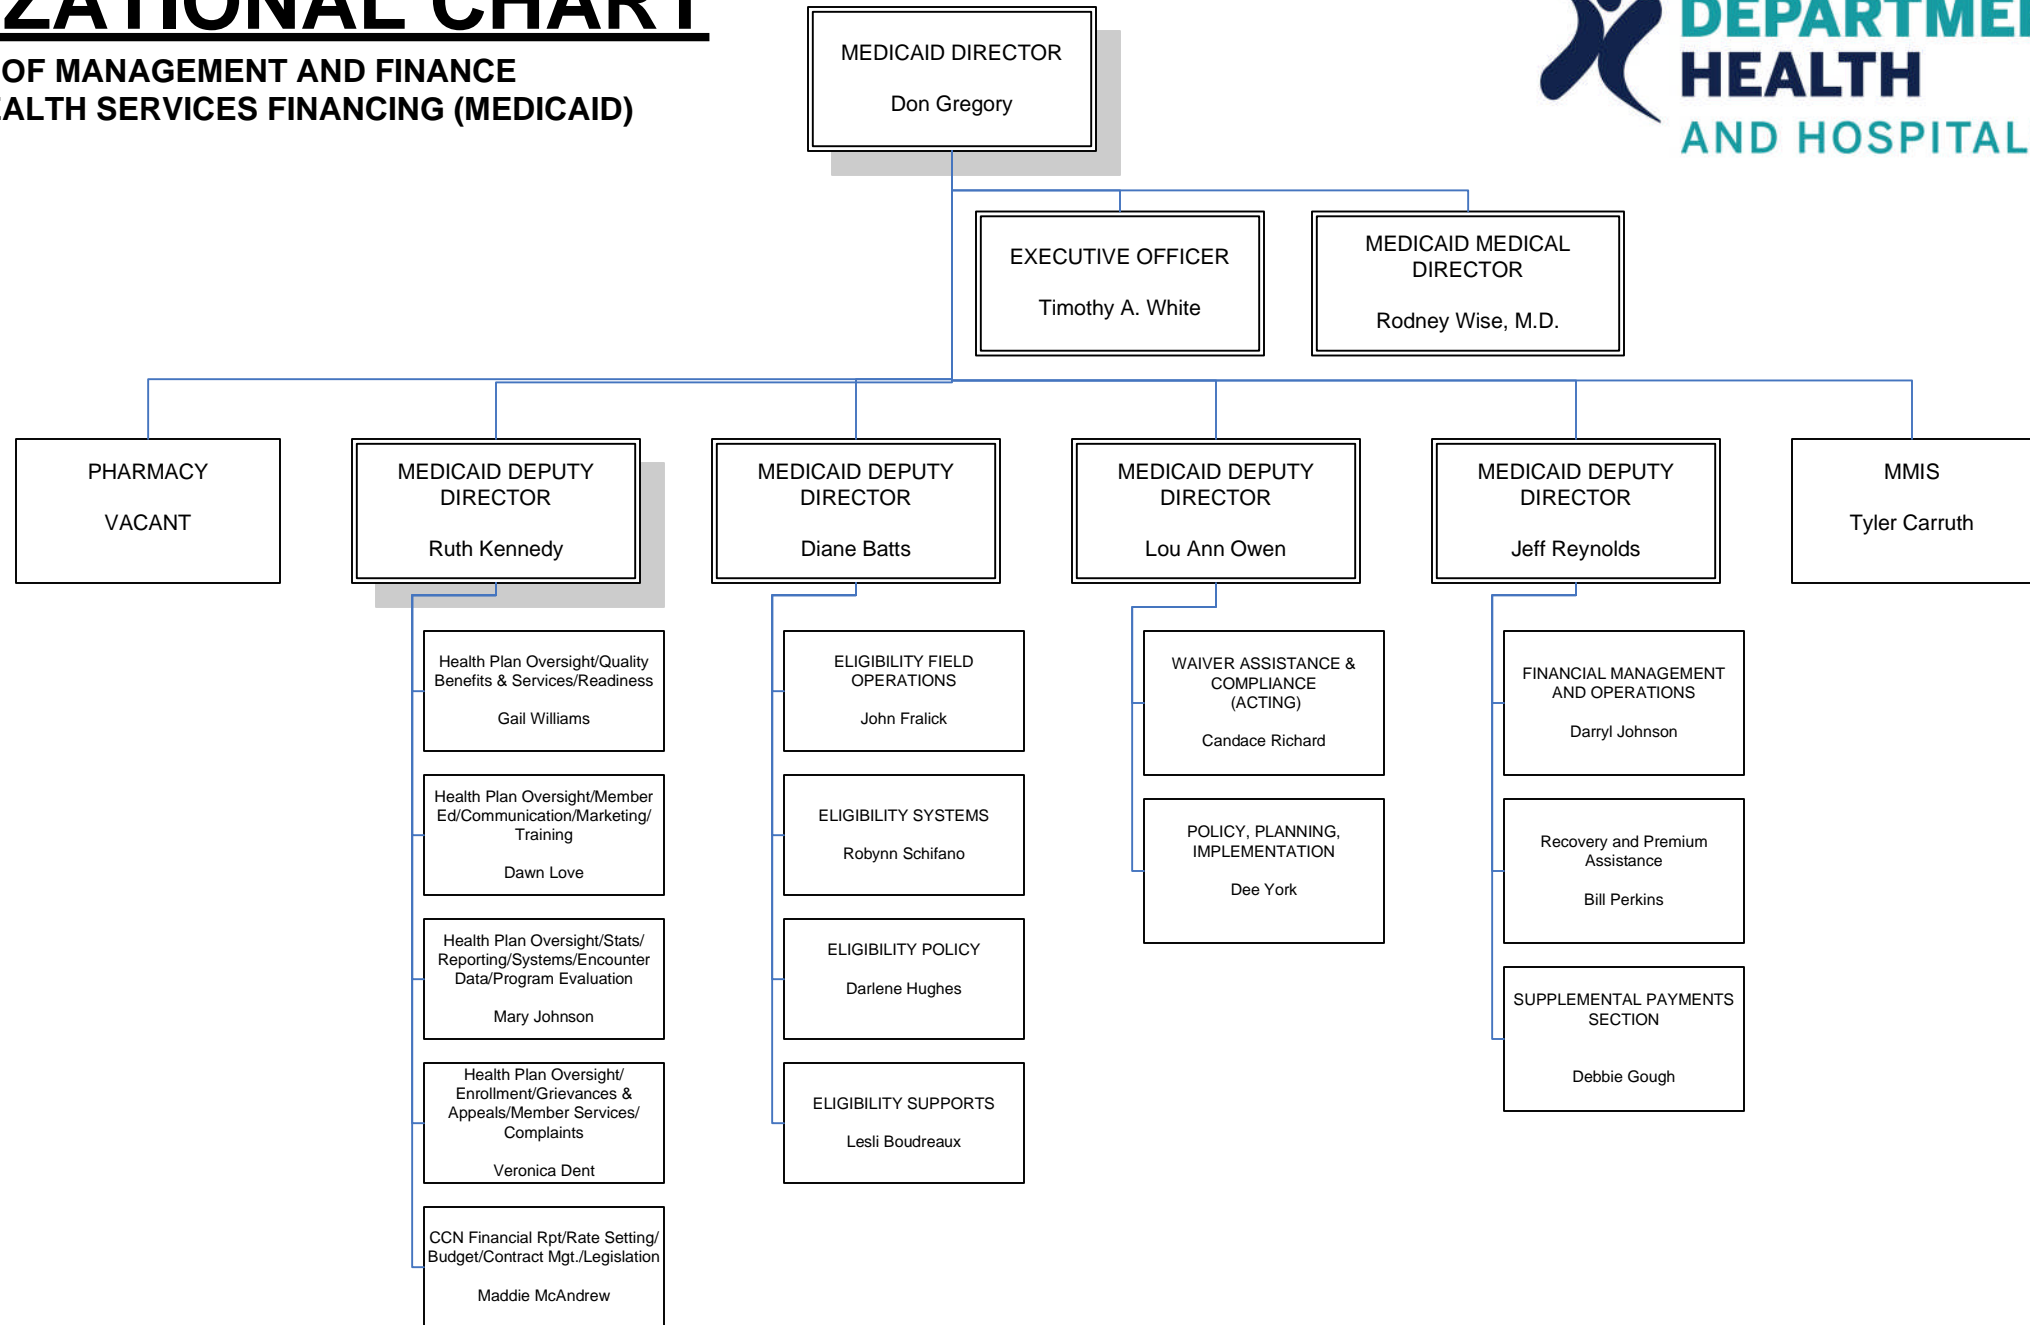 ZATIONAL CHART
OF MANAGEMENT AND FINANCE
EALTH SERVICES FINANCING (MEDICAID)
DEPARTME
HEALTH
AND HOSPITAL
MEDICAID DIRECTOR
Don Gregory
EXECUTIVE OFFICER
Timothy A. White
MEDICAID MEDICAL
DIRECTOR
Rodney Wise, M.D.
PHARMACY
VACANT
MEDICAID DEPUTY
DIRECTOR
Ruth Kennedy
MEDICAID DEPUTY
DIRECTOR
Diane Batts
MEDICAID DEPUTY
DIRECTOR
Lou Ann Owen
MEDICAID DEPUTY
DIRECTOR
Jeff Reynolds
MMIS
Tyler Carruth
Health Plan Oversight/Quality
Benefits & Services/Readiness
Gail Williams
Health Plan Oversight/Member
Ed/Communication/Marketing/
Training
Dawn Love
Health Plan Oversight/Stats/
Reporting/Systems/Encounter
Data/Program Evaluation
Mary Johnson
Health Plan Oversight/
Enrollment/Grievances &
Appeals/Member Services/
Complaints
Veronica Dent
CCN Financial Rpt/Rate Setting/
Budget/Contract Mgt./Legislation
Maddie McAndrew
ELIGIBILITY FIELD
OPERATIONS
John Fralick
ELIGIBILITY SYSTEMS
Robynn Schifano
ELIGIBILITY POLICY
Darlene Hughes
ELIGIBILITY SUPPORTS
Lesli Boudreaux
WAIVER ASSISTANCE &
COMPLIANCE
(ACTING)
Candace Richard
POLICY, PLANNING,
IMPLEMENTATION
Dee York
FINANCIAL MANAGEMENT
AND OPERATIONS
Darryl Johnson
Recovery and Premium
Assistance
Bill Perkins
SUPPLEMENTAL PAYMENTS
SECTION
Debbie Gough